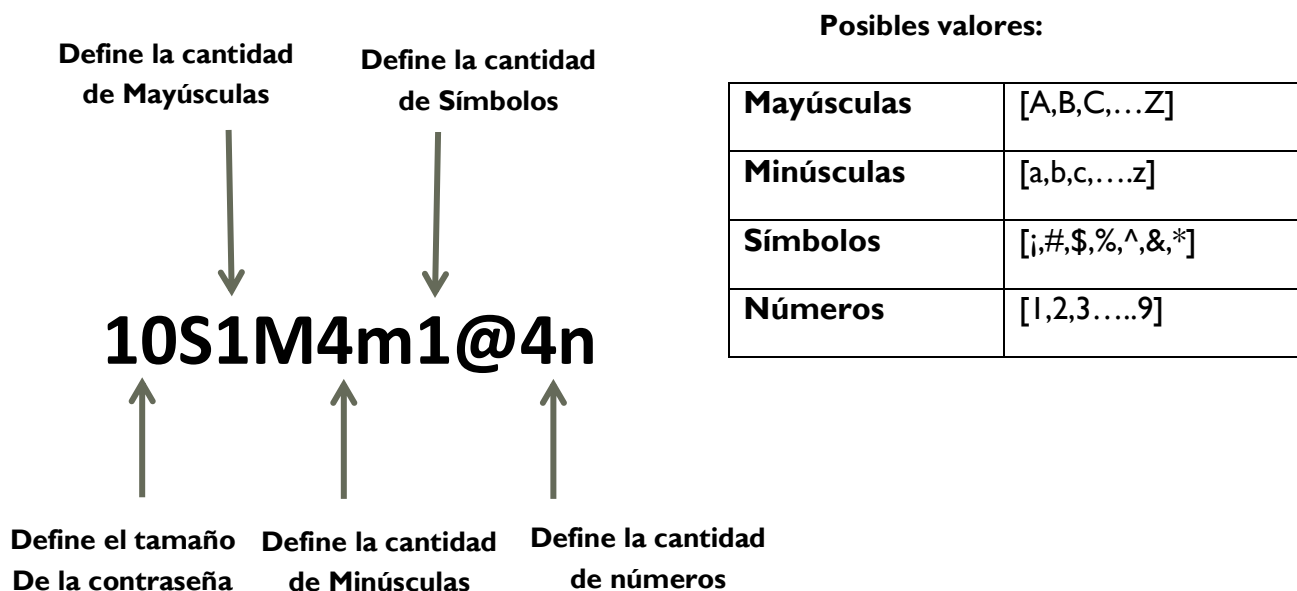 Define la cantidad
de Mayúsculas
Define la cantidad
de Símbolos
10S1M4m1@4n
Define el tamaño
De la contraseña
Define la cantidad
de Minúsculas
Define la cantidad
de números
Posibles valores:
Mayúsculas [A,B,C,…Z]
Minúsculas [a,b,c,….z]
Símbolos [¡,#,$,%,^,&,*]
Números [1,2,3…..9]